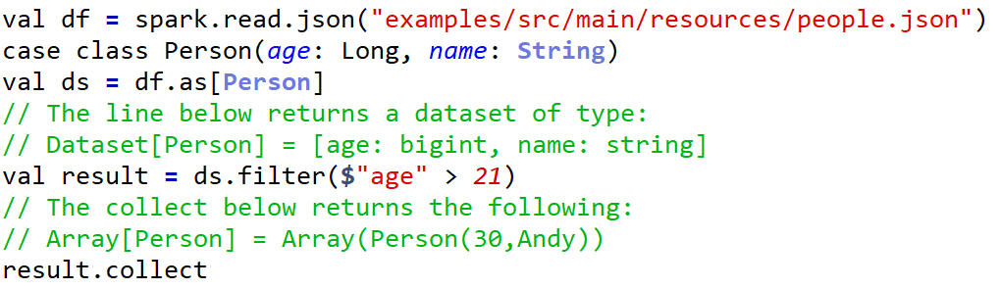 val df = spark.read.json("examples/src/main/resources/people.json")
case class Person(age: Long, name: String)
val ds = df.as[Person]
// The line below returns a dataset of type:
// Dataset[Person] = [age: bigint, name: string]
val result = ds.filter($"age" > 21)
// The collect below returns the following:
// Array[Person] = Array(Person(30,Andy))
result.collect